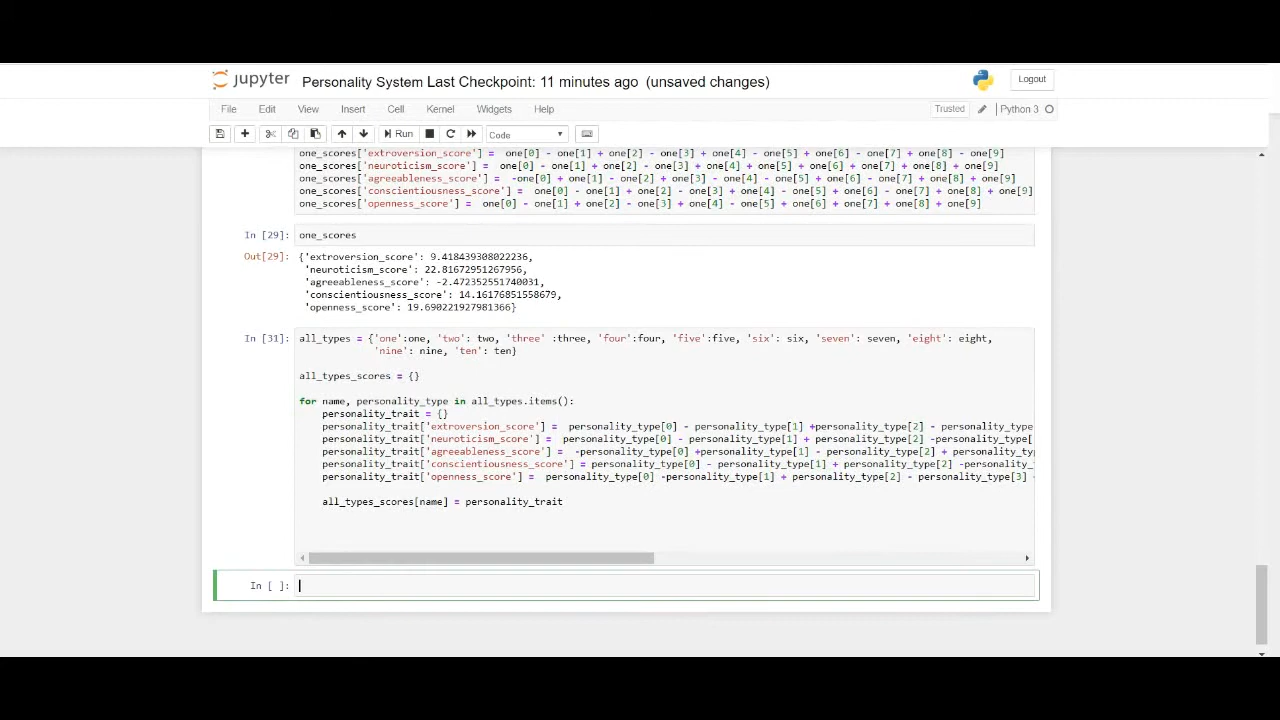 jupyter Personality System Last Checkpoint: 11 minutes ago (unsaved changes) Logout
File Edit View Insert Cell Kernel Widgets Help Trusted Python 3
Run Code
one_scores['extroversion_score'] = one[0] - one[1] + one[2] - one[3] + one[4] - one[5] + one[6] - one[7] + one[8] - one[9]
one_scores['neuroticism_score'] = one[0] - one[1] + one[2] - one[3] + one[4] + one[5] + one[6] + one[7] + one[8] + one[9]
one_scores['agreeableness_score'] = -one[0] + one[1] - one[2] + one[3] - one[4] - one[5] + one[6] - one[7] + one[8] + one[9]
one_scores['conscientiousness_score'] = one[0] - one[1] + one[2] - one[3] + one[4] - one[5] + one[6] - one[7] + one[8] + one[9]
one_scores['openness_score'] = one[0] - one[1] + one[2] - one[3] + one[4] - one[5] + one[6] + one[7] + one[8] + one[9]
In [29]: one_scores
Out[29]: {'extroversion_score': 9.418439308022236,
'neuroticism_score': 22.81672951267956,
'agreeableness_score': -2.472352551740031,
'conscientiousness_score': 14.16176851558679,
'openness_score': 19.690221927981366}
In [31]: all_types = {'one':one, 'two': two, 'three' :three, 'four':four, 'five':five, 'six': six, 'seven': seven, 'eight': eight,
'nine': nine, 'ten': ten}
all_types_scores = {}
for name, personality_type in all_types.items():
personality_trait = {}
personality_trait['extroversion_score'] = personality_type[0] - personality_type[1] +personality_type[2] - personality_type
personality_trait['neuroticism_score'] = personality_type[0] - personality_type[1] + personality_type[2] -personality_type[
personality_trait['agreeableness_score'] = -personality_type[0] +personality_type[1] - personality_type[2] + personality_typ
personality_trait['conscientiousness_score'] = personality_type[0] - personality_type[1] + personality_type[2] -personality_
personality_trait['openness_score'] = personality_type[0] -personality_type[1] + personality_type[2] - personality_type[3] -
all_types_scores[name] = personality_trait
In [ ]: